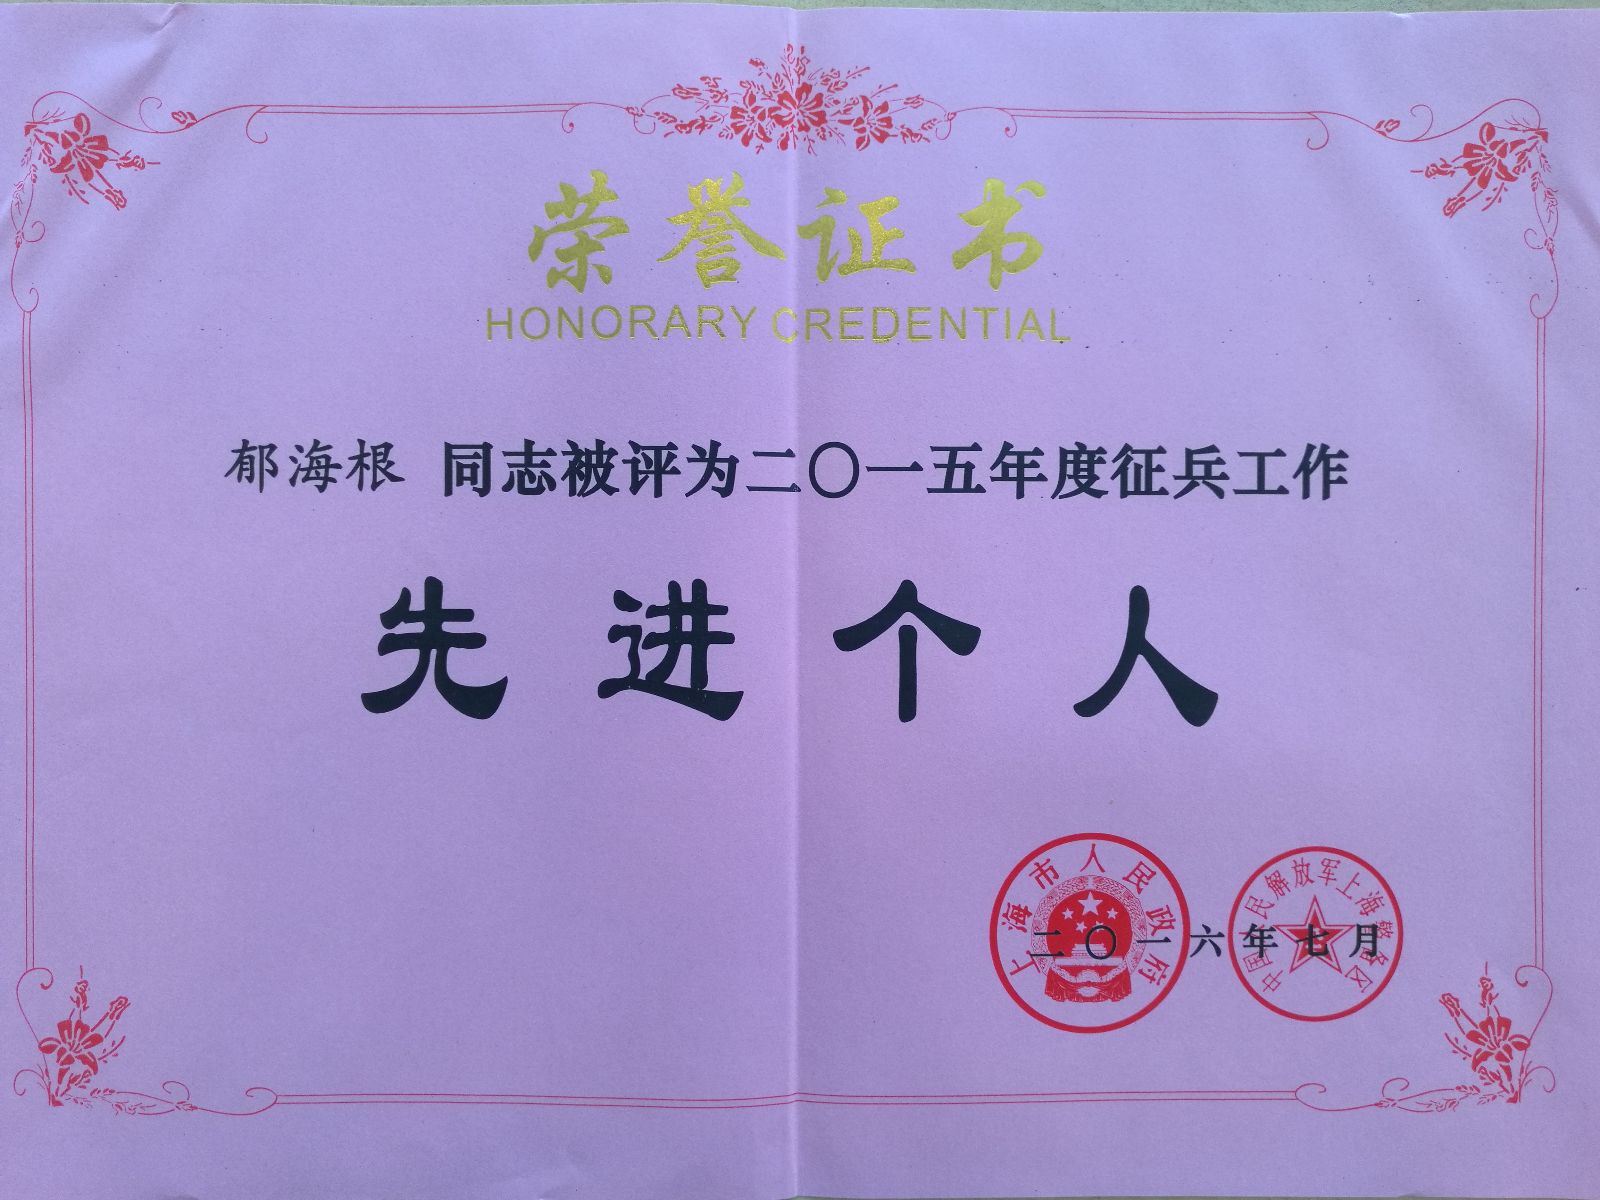 荣誉证书
HONORARY CREDENTIAL
郁海根 同志被评为二〇一五年度征兵工作
先进个人
上海市人民政府
中国人民解放军上海警备区
二〇一六年七月